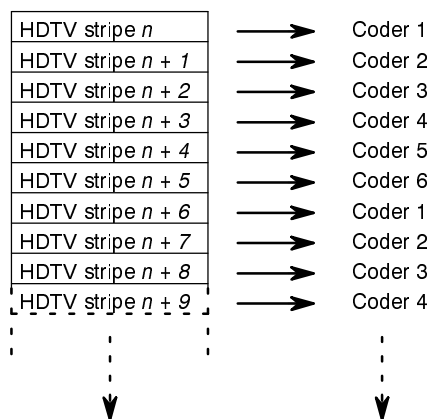 HDTV stripe n Coder 1
HDTV stripe n + 1 Coder 2
HDTV stripe n + 2 Coder 3
HDTV stripe n + 3 Coder 4
HDTV stripe n + 4 Coder 5
HDTV stripe n + 5 Coder 6
HDTV stripe n + 6 Coder 1
HDTV stripe n + 7 Coder 2
HDTV stripe n + 8 Coder 3
HDTV stripe n + 9 Coder 4